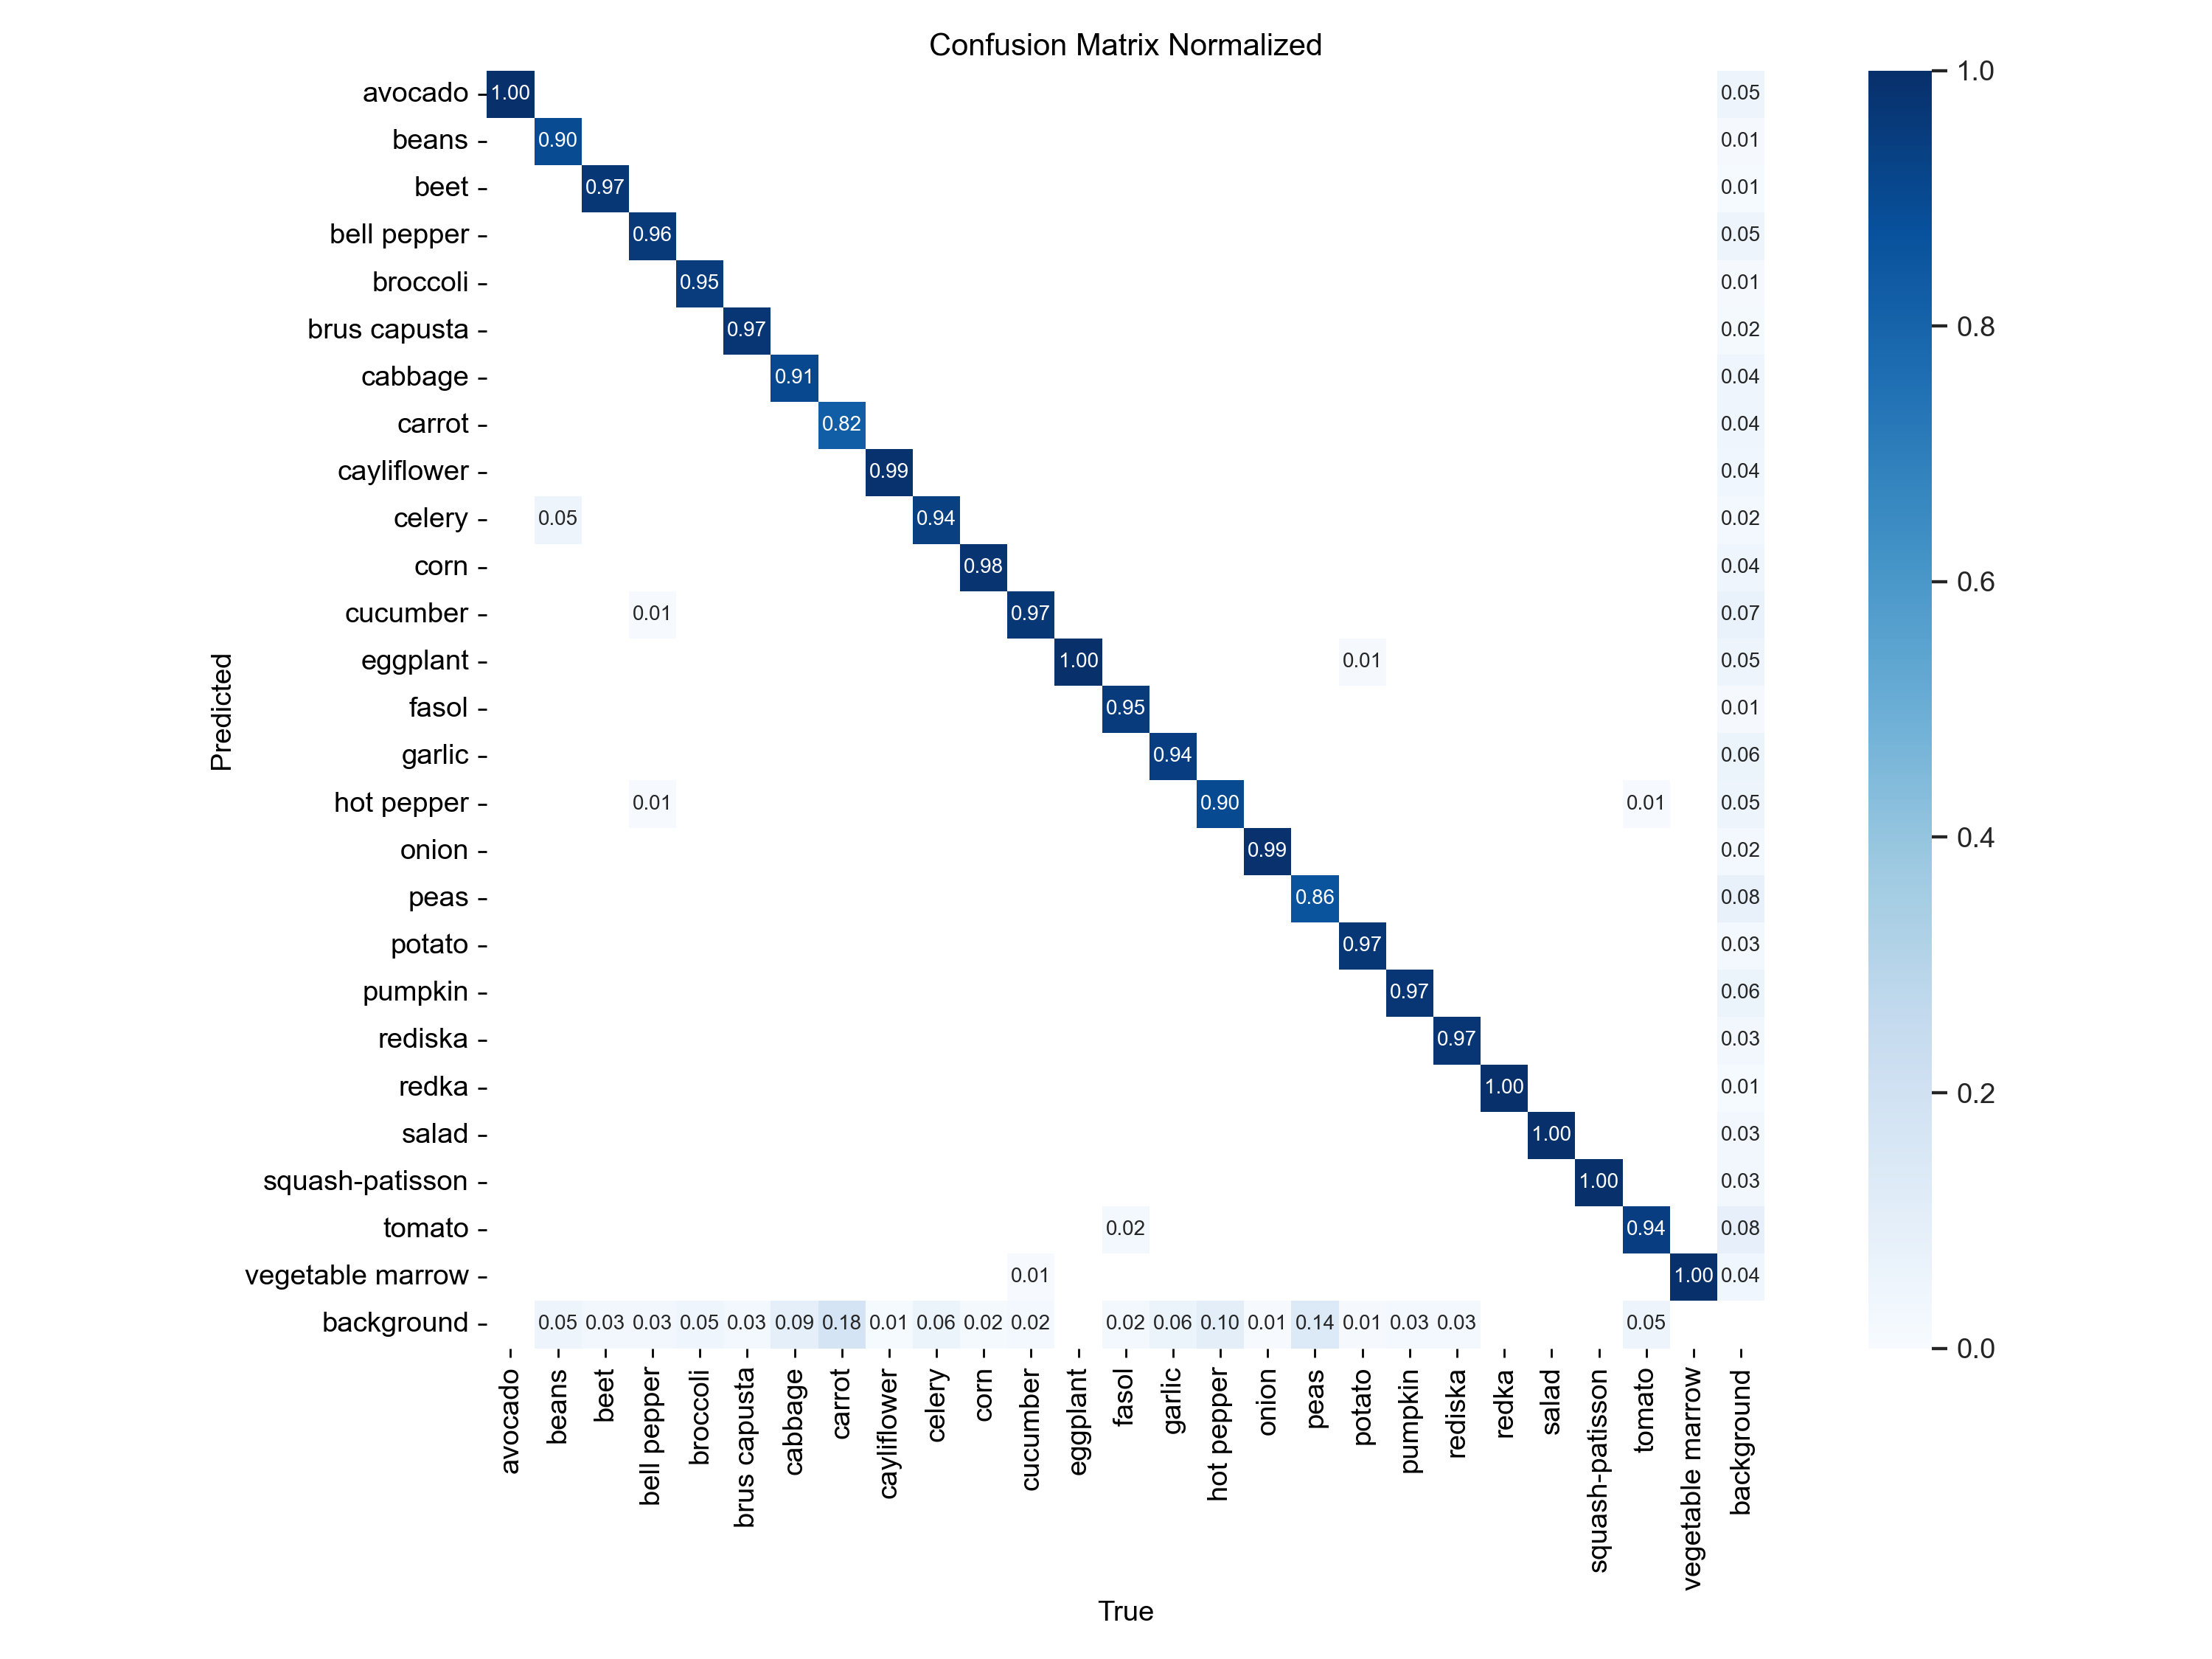 Confusion Matrix Normalized
avocado 1.00 0.05
beans 0.90 0.01
beet 0.97 0.01
bell pepper 0.96 0.05
broccoli 0.95 0.01
brus capusta 0.97 0.02
cabbage 0.91 0.04
carrot 0.82 0.04
cayliflower 0.99 0.04
celery 0.05 0.94 0.02
corn 0.98 0.04
cucumber 0.01 0.97 0.07
eggplant 1.00 0.01 0.05
fasol 0.95 0.01
garlic 0.94 0.06
hot pepper 0.01 0.90 0.01 0.05
onion 0.99 0.02
peas 0.86 0.08
potato 0.97 0.03
pumpkin 0.97 0.06
rediska 0.97 0.03
redka 1.00 0.01
salad 1.00 0.03
squash-patisson 1.00 0.03
tomato 0.02 0.94 0.08
vegetable marrow 0.01 1.00 0.04
background 0.05 0.03 0.03 0.05 0.03 0.09 0.18 0.01 0.06 0.02 0.02 0.02 0.06 0.10 0.01 0.14 0.01 0.03 0.03 0.05
Predicted
avocado
beans
beet
bell pepper
broccoli
brus capusta
cabbage
carrot
cayliflower
celery
corn
cucumber
eggplant
fasol
garlic
hot pepper
onion
peas
potato
pumpkin
rediska
redka
salad
squash-patisson
tomato
vegetable marrow
background
True
1.0
0.8
0.6
0.4
0.2
0.0